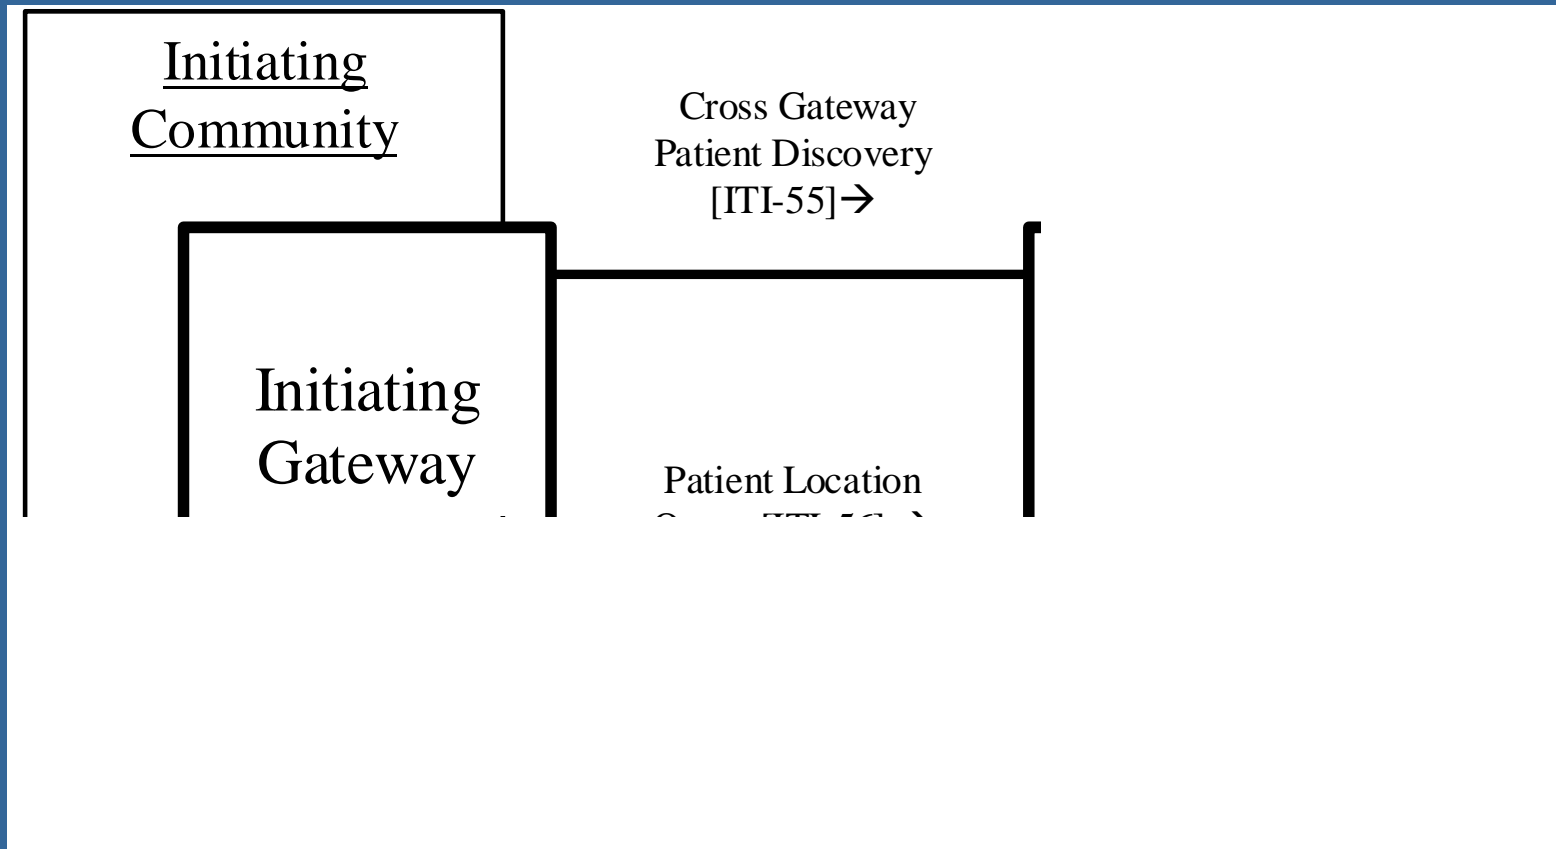 Initiating
Community
Cross Gateway
Patient Discovery
[ITI-55]→
Initiating
Gateway
Patient Location